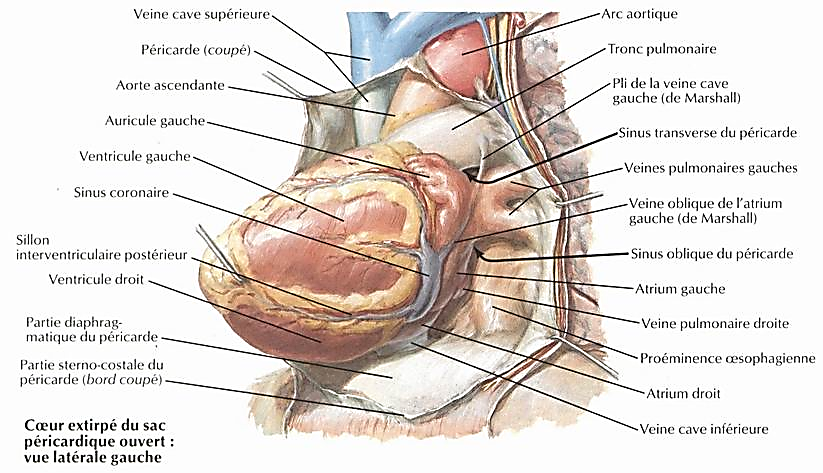 Veine cave supérieure
Péricarde (coupé)
Aorte ascendante
Auricule gauche
Ventricule gauche
Sinus coronaire
Sillon
interventriculaire postérieur
Ventricule droit
Partie diaphrag-
matique du péricarde
Partie sterno-costale du
péricarde (bord coupé)
Cœur extirpé du sac
péricardique ouvert :
vue latérale gauche
Arc aortique
Tronc pulmonaire
Pli de la veine cave
gauche (de Marshall)
Sinus transverse du péricarde
Veines pulmonaires gauches
Veine oblique de l'atrium
gauche (de Marshall)
Sinus oblique du péricarde
Atrium gauche
Veine pulmonaire droite
Proéminence œsophagienne
Atrium droit
Veine cave inférieure